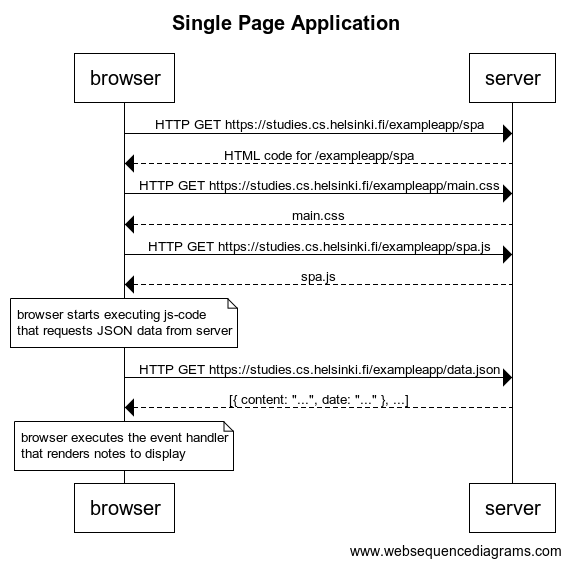 Single Page Application
browser
server
HTTP GET https://studies.cs.helsinki.fi/exampleapp/spa
HTML code for /exampleapp/spa
HTTP GET https://studies.cs.helsinki.fi/exampleapp/main.css
main.css
HTTP GET https://studies.cs.helsinki.fi/exampleapp/spa.js
spa.js
browser starts executing js-code
that requests JSON data from server
HTTP GET https://studies.cs.helsinki.fi/exampleapp/data.json
[{ content: "...", date: "..." }, ...]
browser executes the event handler
that renders notes to display
browser
server
www.websequencediagrams.com